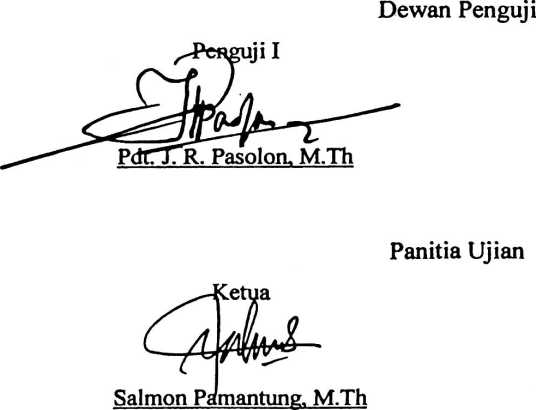 Dewan Penguji
Penguji I
Pdt. J. R. Pasolon, M.Th
Panitia Ujian
Ketua
Salmon Pamantung, M.Th